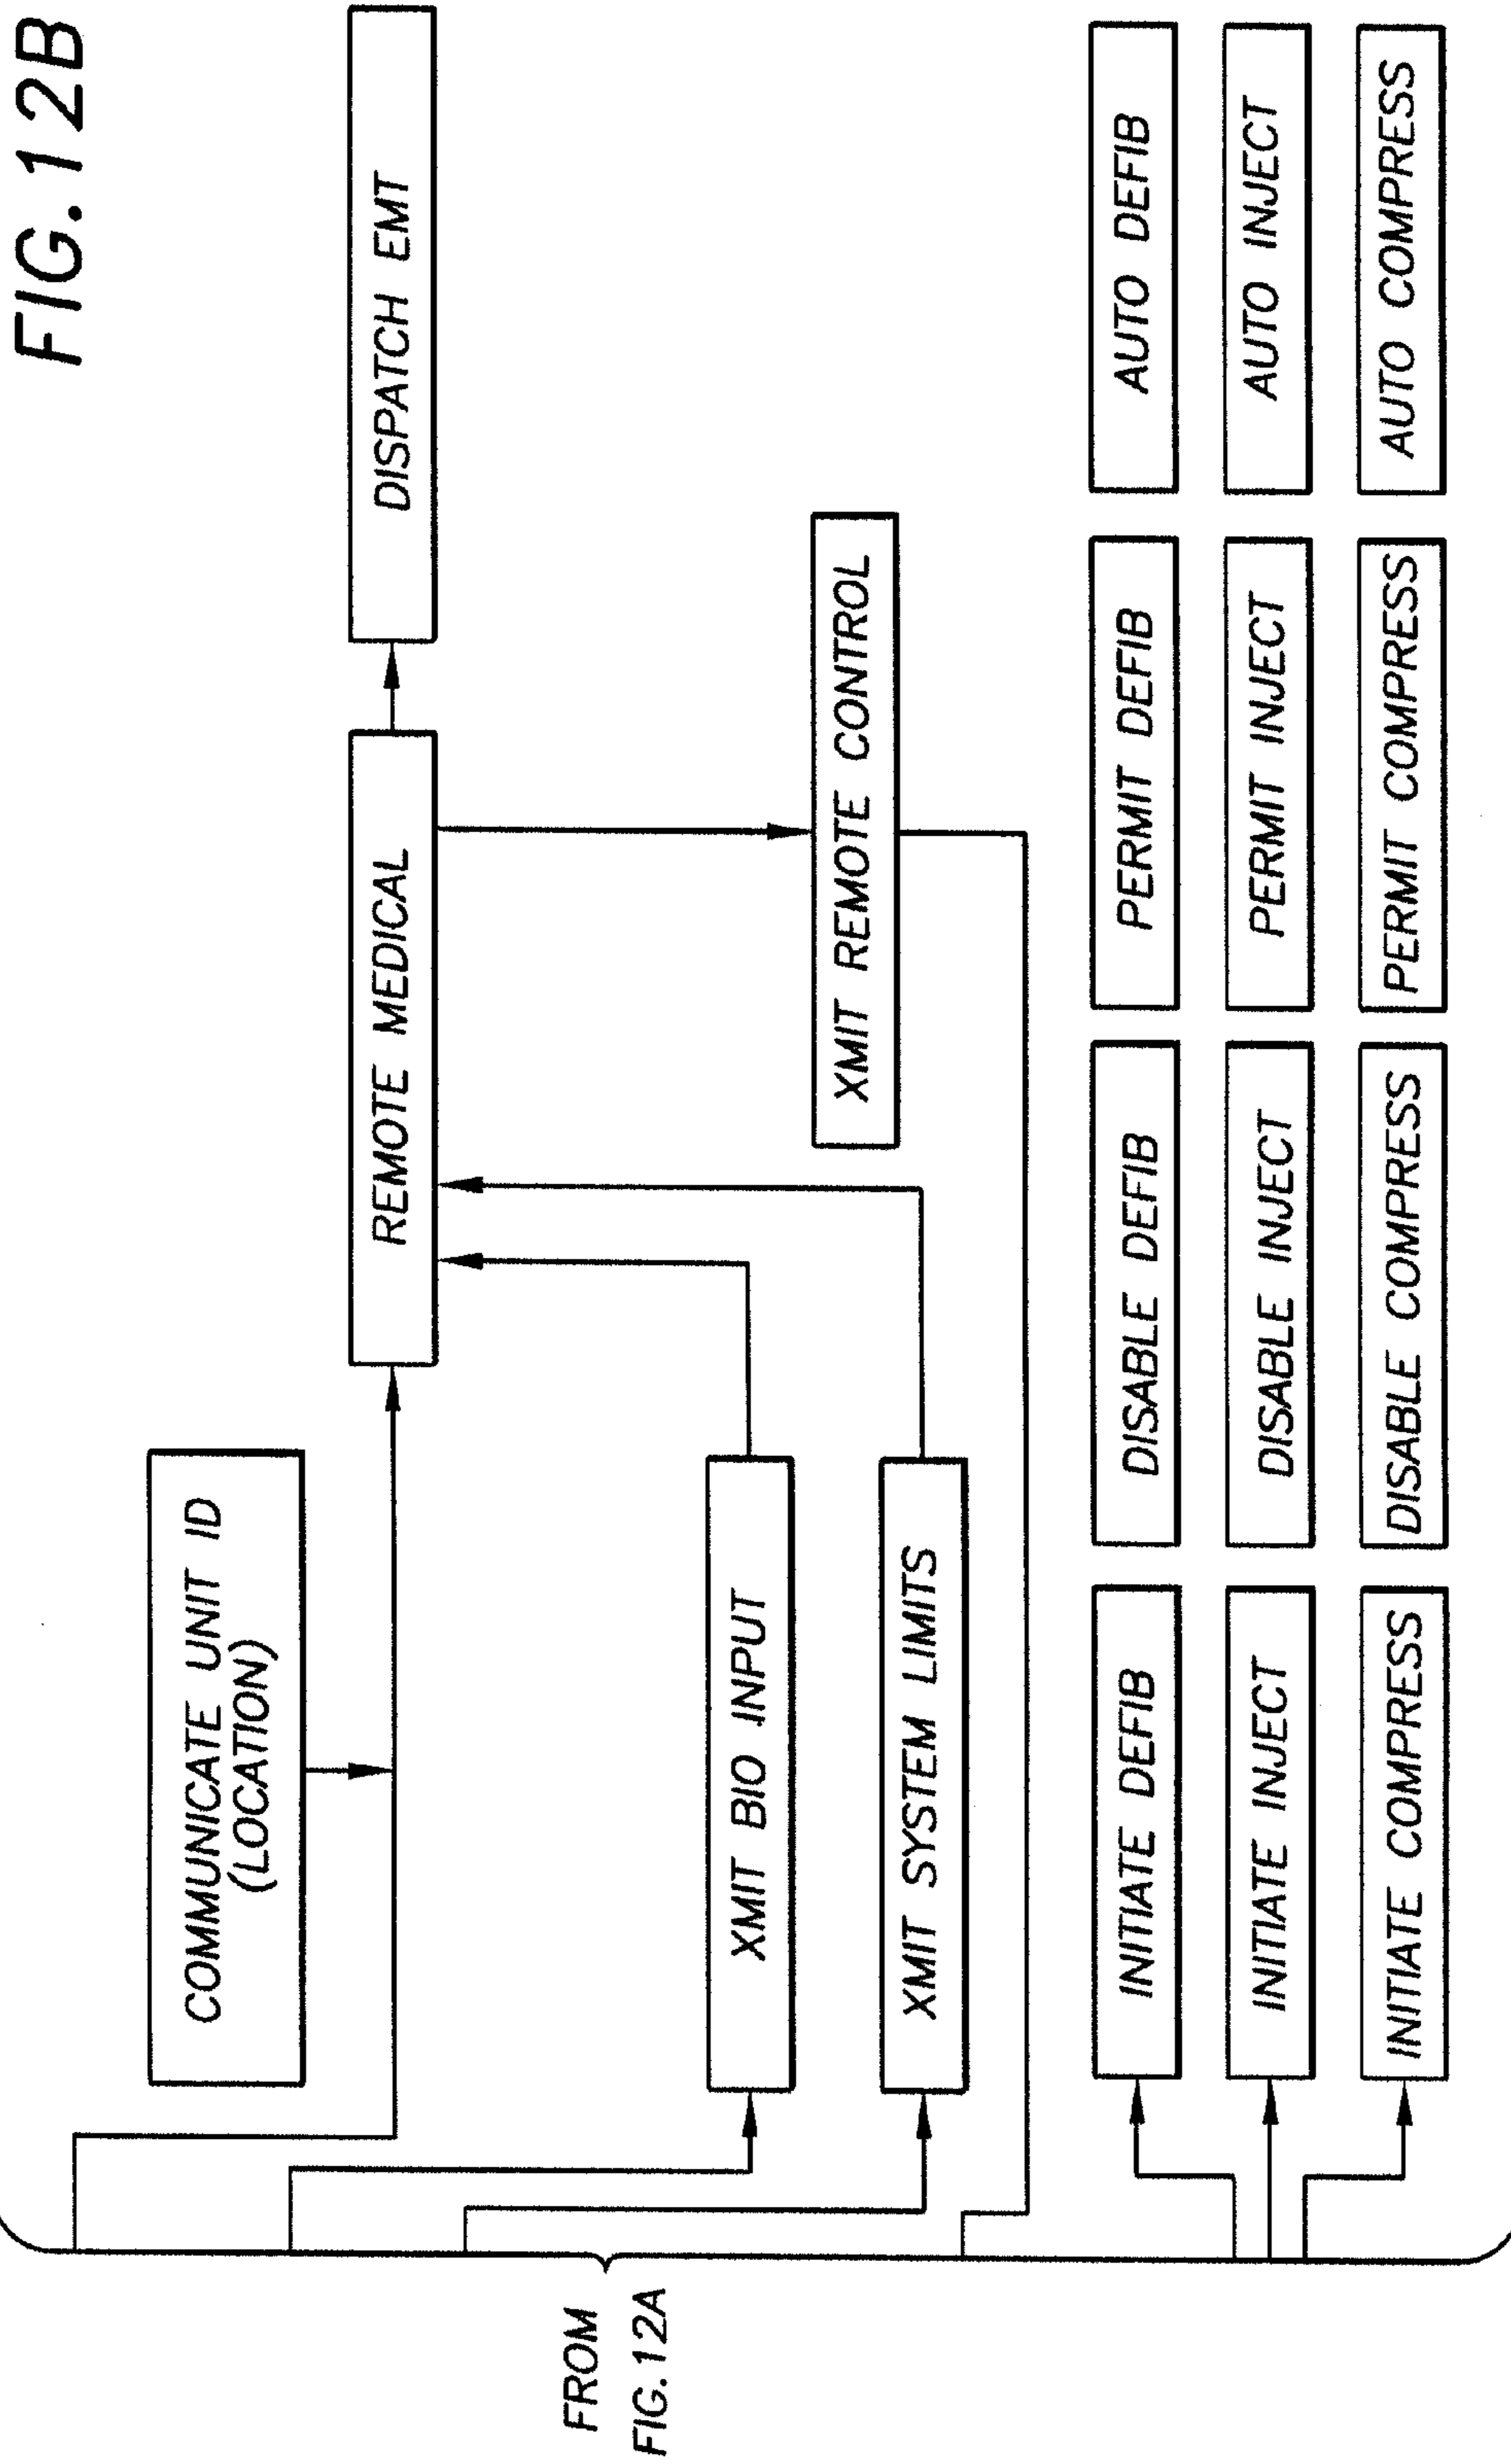 FIG. 12B
COMMUNICATE UNIT ID
(LOCATION)
REMOTE MEDICAL
DISPATCH EMT
FROM
FIG. 12A
XMIT BIO INPUT
XMIT REMOTE CONTROL
XMIT SYSTEM LIMITS
INITIATE DEFIB
DISABLE DEFIB
PERMIT DEFIB
AUTO DEFIB
INITIATE INJECT
DISABLE INJECT
PERMIT INJECT
AUTO INJECT
INITIATE COMPRESS
DISABLE COMPRESS
PERMIT COMPRESS
AUTO COMPRESS